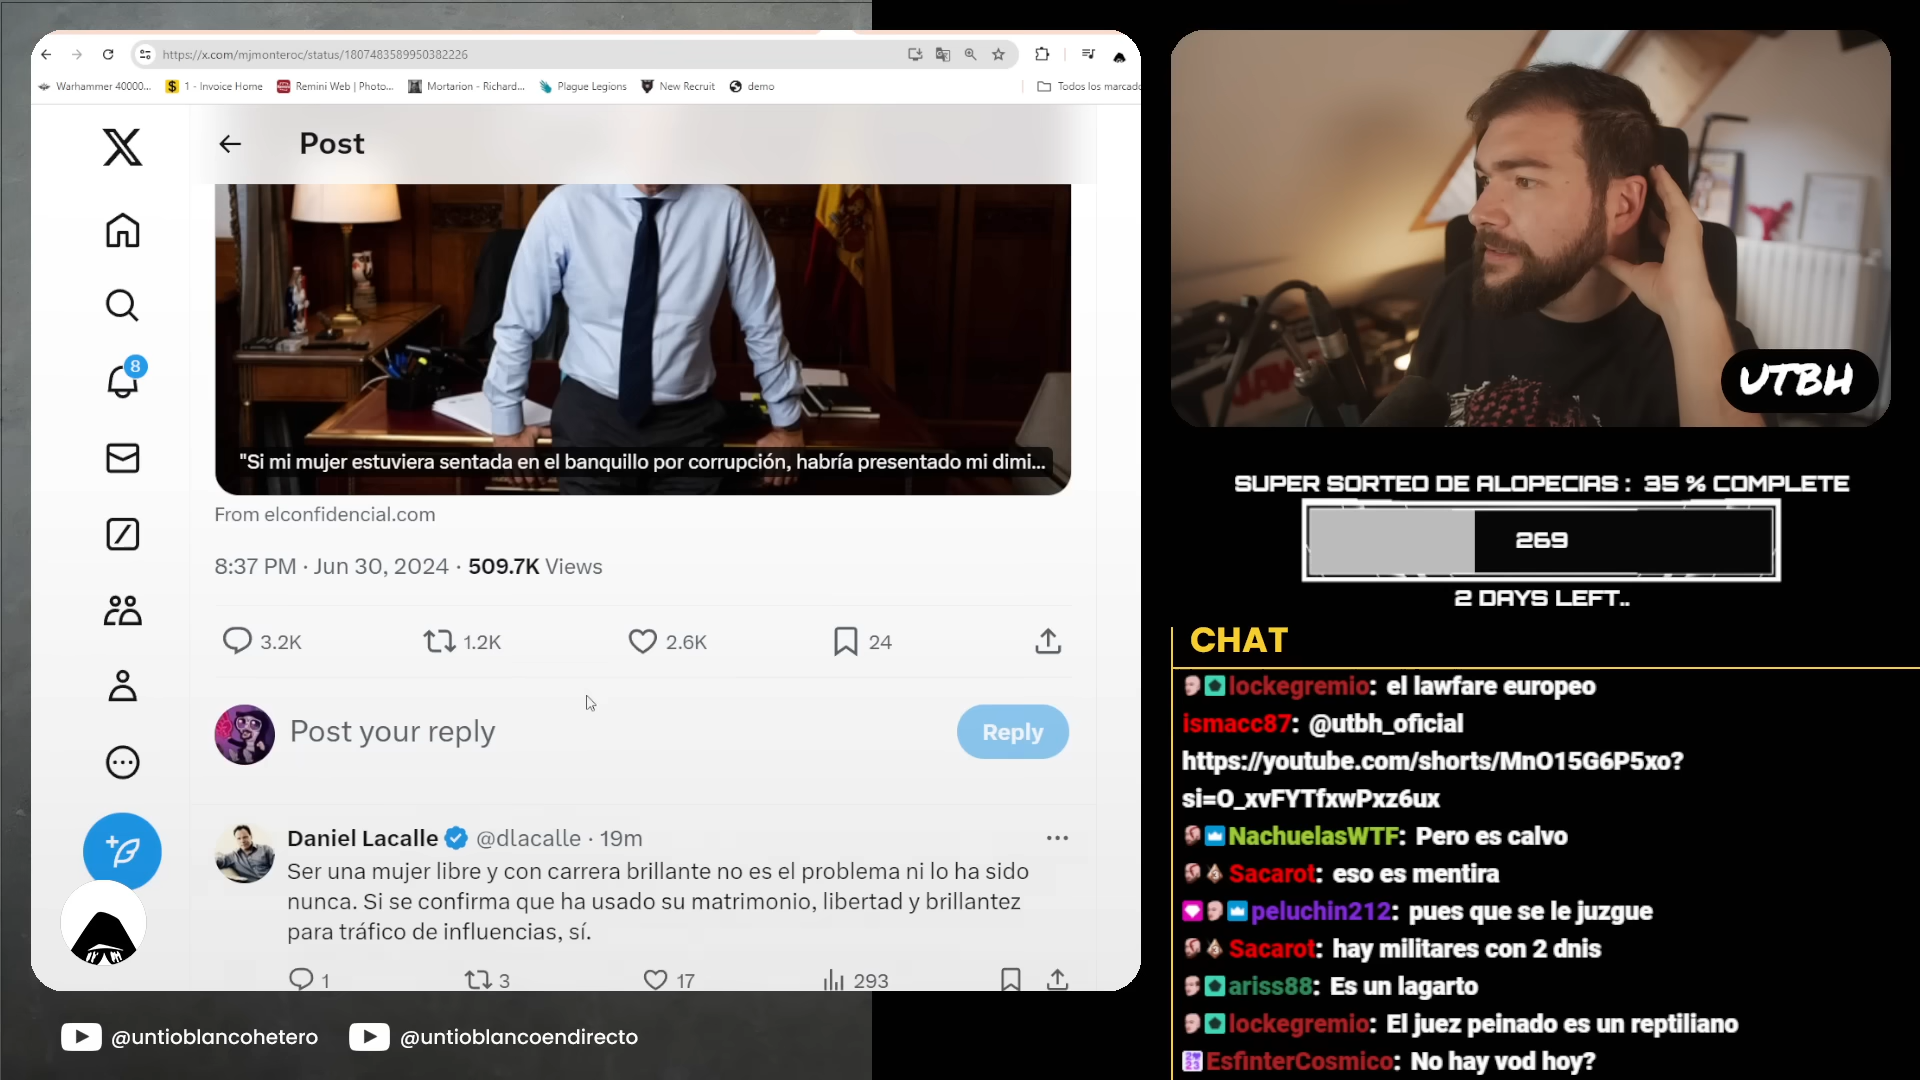 https://x.com/mjmonteroc/status/1807483589950382226
Warhammer 40000...
1 - Invoice Home
Remini Web | Photo...
Mortarion - Richard...
Plague Legions
New Recruit
demo
Todos los marcado
Post
8
"Si mi mujer estuviera sentada en el banquillo por corrupción, habría presentado mi dimi...
From elconfidencial.com
8:37 PM · Jun 30, 2024 · 509.7K Views
3.2K
1.2K
2.6K
24
Post your reply
Reply
Daniel Lacalle @dlacalle · 19m
Ser una mujer libre y con carrera brillante no es el problema ni lo ha sido
nunca. Si se confirma que ha usado su matrimonio, libertad y brillantez
para tráfico de influencias, sí.
1
3
17
293
@untioblancohetero
@untioblancoendirecto
UTBH
SUPER SORTEO DE ALOPECIAS : 35 % COMPLETE
269
2 DAYS LEFT..
CHAT
lockegremio: el lawfare europeo
ismacc87: @utbh_oficial
https://youtube.com/shorts/MnO15G6P5xo?
si=O_xvFYTfxwPxz6ux
NachuelasWTF: Pero es calvo
Sacarot: eso es mentira
peluchin212: pues que se le juzgue
Sacarot: hay militares con 2 dnis
ariss88: Es un lagarto
lockegremio: El juez peinado es un reptiliano
EsfinterCosmico: No hay vod hoy?